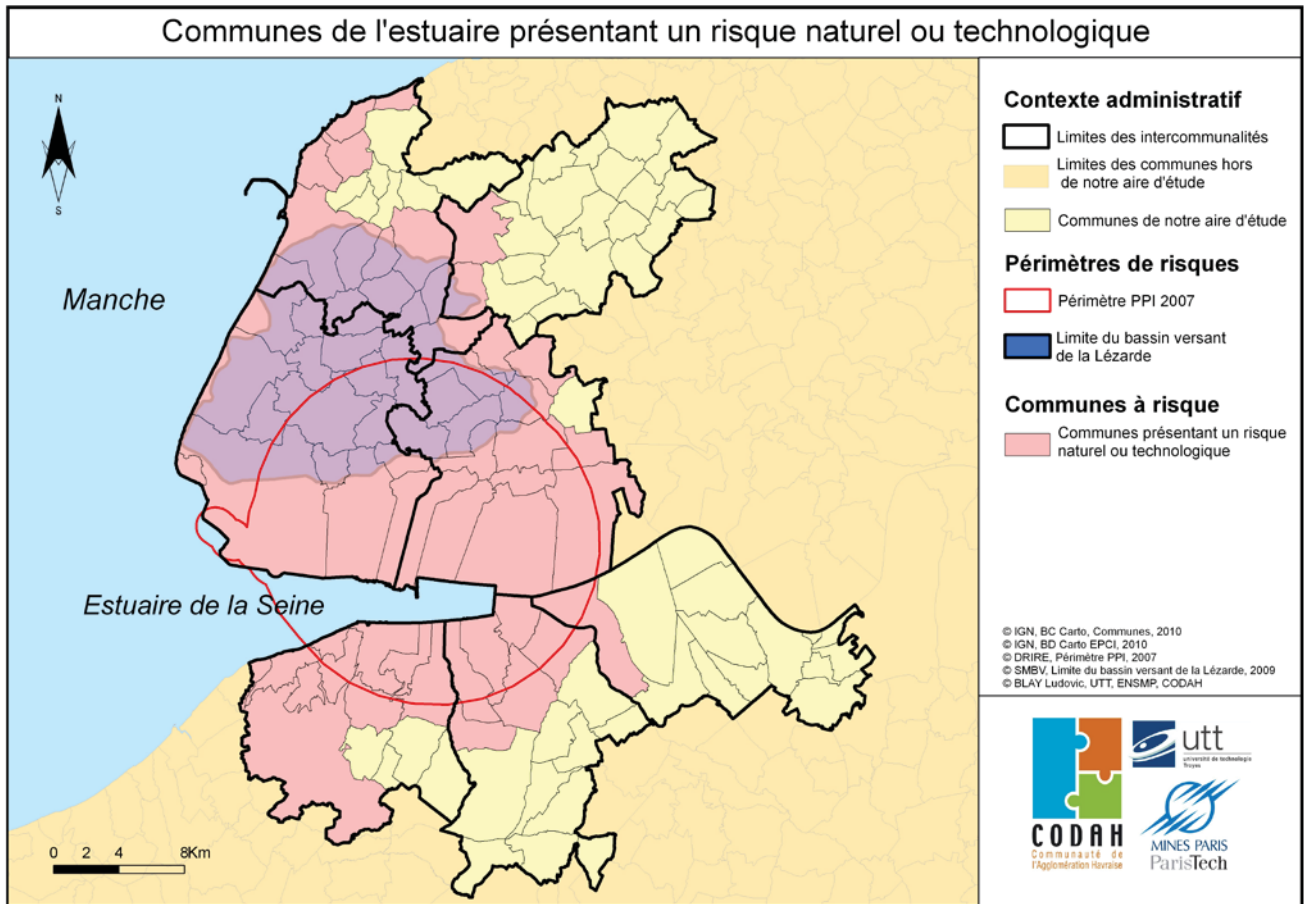 Communes de l'estuaire présentant un risque naturel ou technologique
N
S
Manche
Estuaire de la Seine
0 2 4 8Km
Contexte administratif
Limites des intercommunalités
Limites des communes hors
de notre aire d'étude
Communes de notre aire d'étude
Périmètres de risques
Périmètre PPI 2007
Limite du bassin versant
de la Lézarde
Communes à risque
Communes présentant un risque
naturel ou technologique
© IGN, BC Carto, Communes, 2010
© IGN, BD Carto EPCI, 2010
© DRIRE, Périmètre PPI, 2007
© SMBV, Limite du bassin versant de la Lézarde, 2009
© BLAY Ludovic, UTT, ENSMP, CODAH
CODAH
Communauté de
l'Agglomération Havraise
utt
université de technologie
Troyes
MINES PARIS
ParisTech